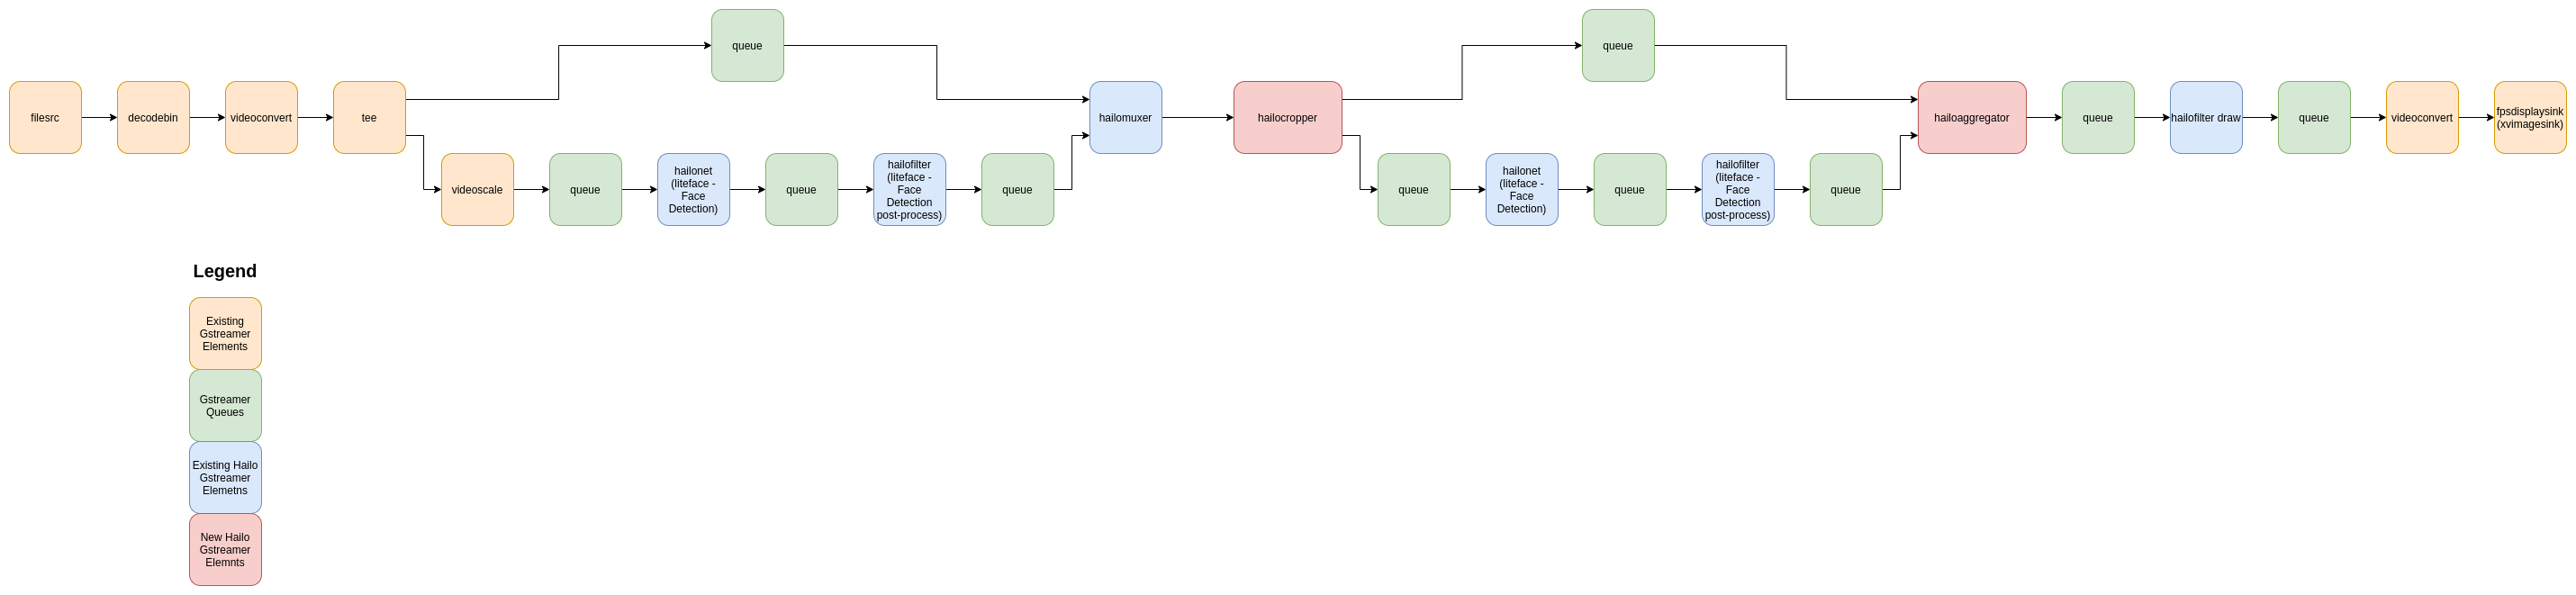 queue
queue
filesrc
decodebin
videoconvert
tee
hailomuxer
hailocropper
hailoaggregator
queue
hailofilter draw
queue
videoconvert
fpsdisplaysink
(xvimagesink)
videoscale
queue
hailonet
(liteface -
Face
Detection)
queue
hailofilter
(liteface -
Face
Detection
post-process)
queue
queue
hailonet
(liteface -
Face
Detection)
queue
hailofilter
(liteface -
Face
Detection
post-process)
queue
Legend
Existing
Gstreamer
Elements
Gstreamer
Queues
Existing Hailo
Gstreamer
Elemetns
New Hailo
Gstreamer
Elemnts